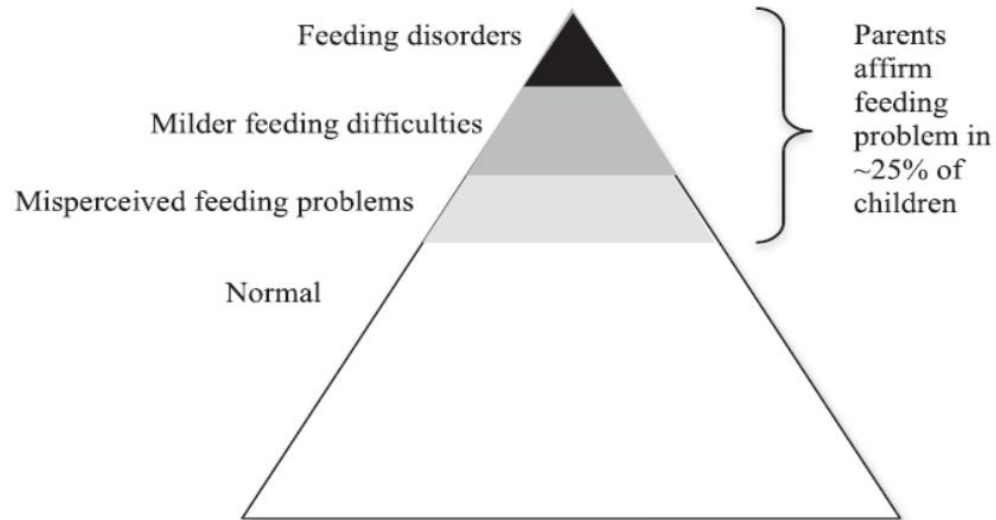 Feeding disorders
Milder feeding difficulties
Misperceived feeding problems
Normal
Parents
affirm
feeding
problem in
~25% of
children